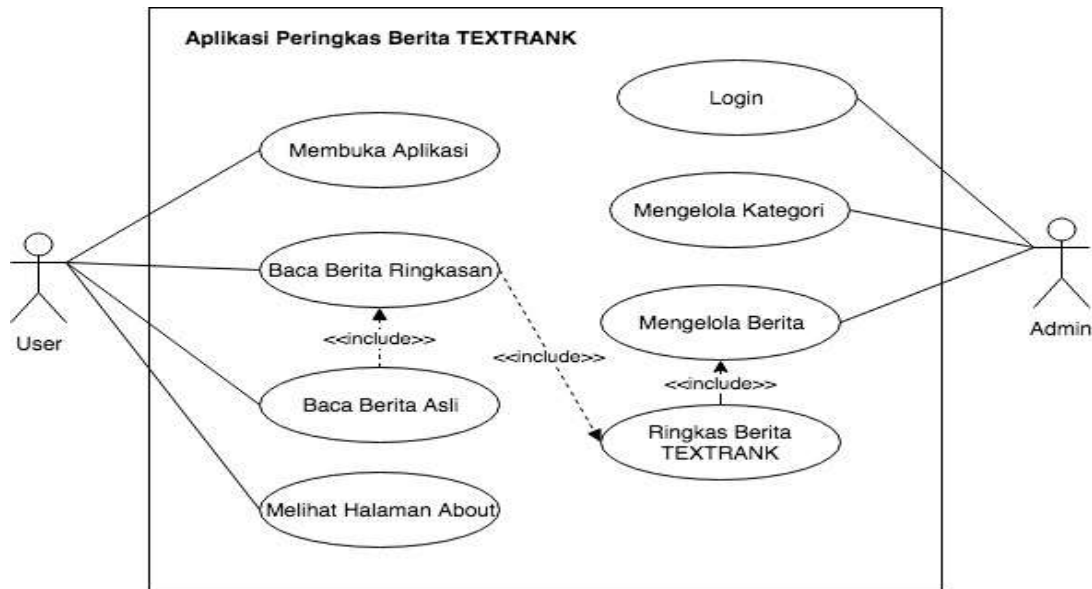 Aplikasi Peringkas Berita TEXTRANK
Login
Membuka Aplikasi
Mengelola Kategori
Baca Berita Ringkasan
Mengelola Berita
User
Admin
<<include>>
<<include>>
<<include>>
Baca Berita Asli
Ringkas Berita
TEXTRANK
Melihat Halaman About